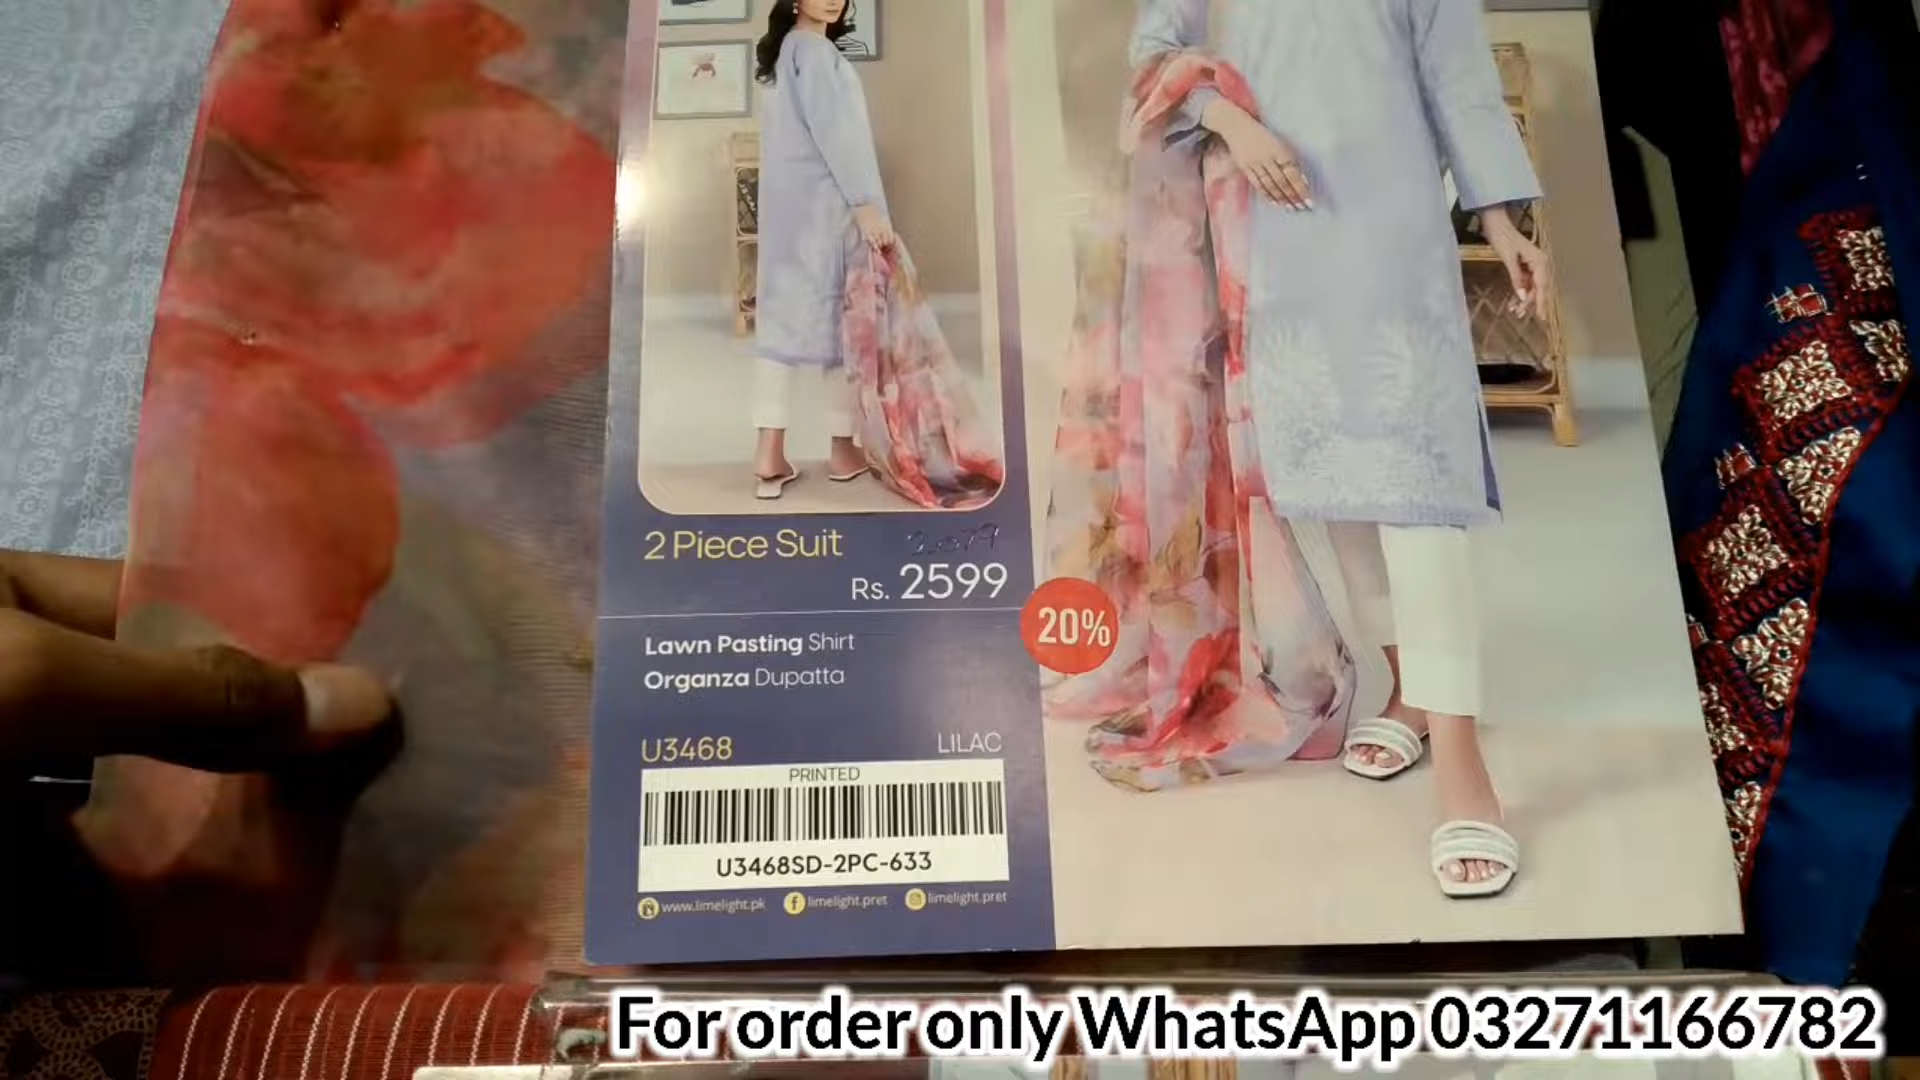 2 Piece Suit
2079
Rs. 2599
20%
Lawn Pasting Shirt
Organza Dupatta
U3468
LILAC
PRINTED
U3468SD-2PC-633
www.limelight.pk
limelight.pret
limelight.pret
For order only WhatsApp 03271166782